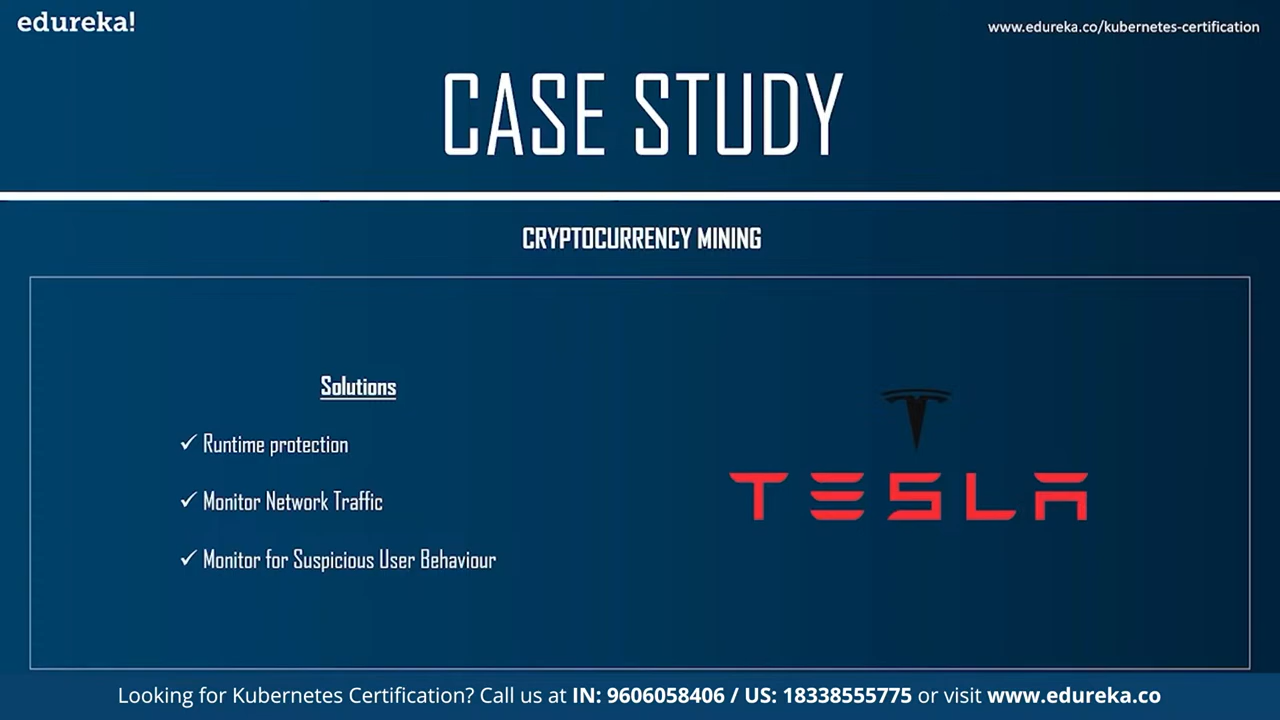 edureka!
www.edureka.co/kubernetes-certification
CASE STUDY
CRYPTOCURRENCY MINING
Solutions
✓ Runtime protection
✓ Monitor Network Traffic
✓ Monitor for Suspicious User Behaviour
TESLA
Looking for Kubernetes Certification? Call us at IN: 9606058406 / US: 18338555775 or visit www.edureka.co